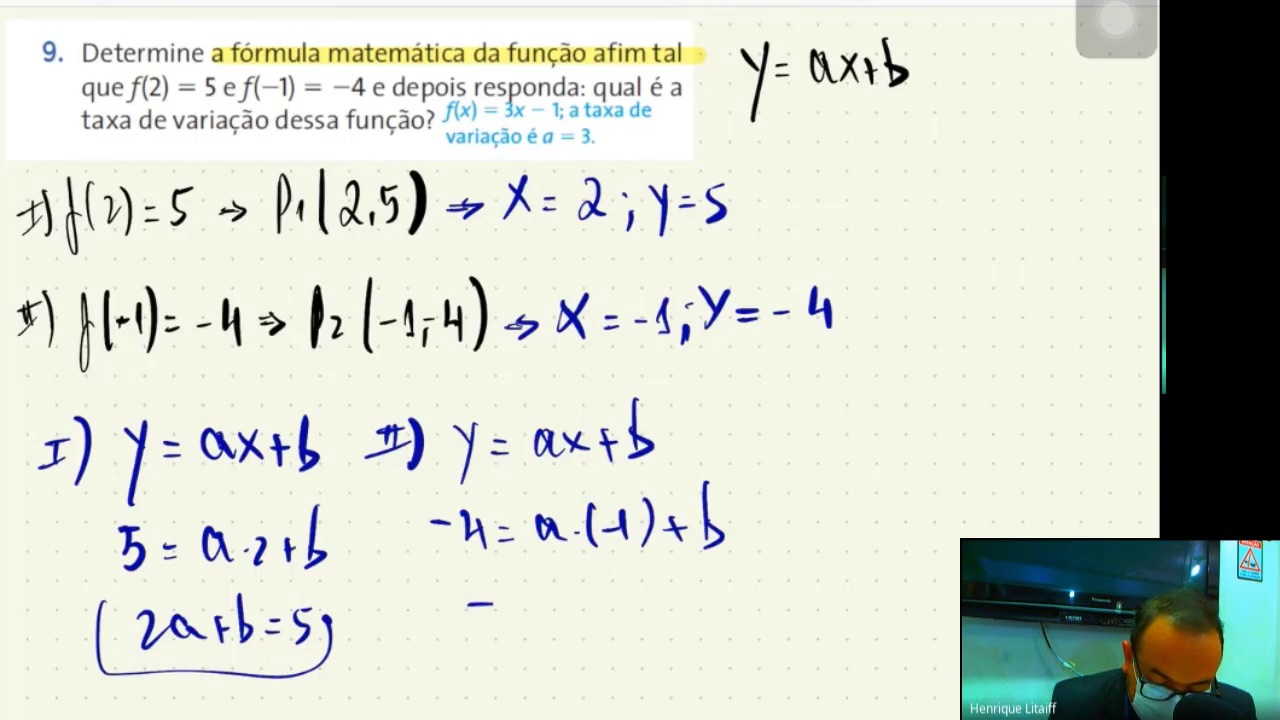 9. Determine a fórmula matemática da função afim tal
que f(2) = 5 e f(−1) = −4 e depois responda: qual é a
taxa de variação dessa função? f(x) = 3x − 1; a taxa de
variação é a = 3.
y = ax+b
I) f(2) = 5 → P1(2,5) → X = 2; y = 5
II) f(-1) = -4 → P2(-1,-4) → X = -1; y = -4
I) y = ax+b II) y = ax+b
5 = a·2+b -4 = a·(-1)+b
2a+b=5 -
Henrique Litaiff